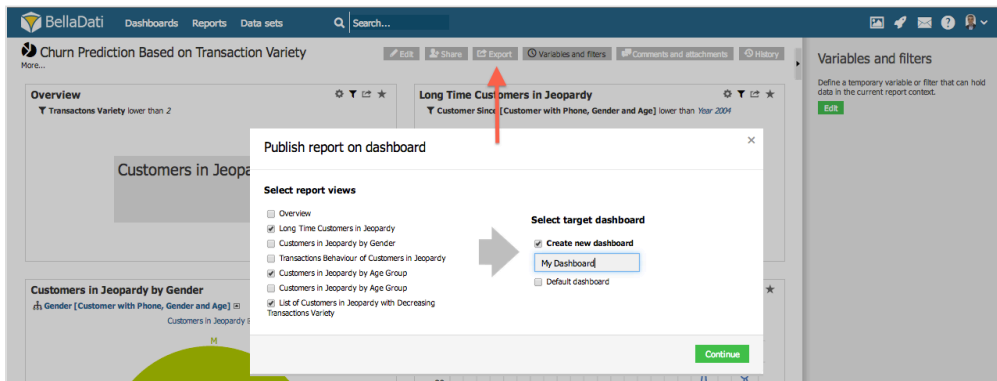 BellaDati Dashboards Reports Data sets Search...
Churn Prediction Based on Transaction Variety
More...
Edit Share Export Variables and filters Comments and attachments History
Variables and filters
Define a temporary variable or filter that can hold
data in the current report context.
Edit
Overview
Transactons Variety lower than 2
Customers in Jeopa
Long Time Customers in Jeopardy
Customer Since [Customer with Phone, Gender and Age] lower than Year 2004
Publish report on dashboard
Select report views
Overview
Long Time Customers in Jeopardy
Customers in Jeopardy by Gender
Transactions Behaviour of Customers in Jeopardy
Customers in Jeopardy by Age Group
Customers in Jeopardy by Age Group
List of Customers in Jeopardy with Decreasing
Transactions Variety
Select target dashboard
Create new dashboard
My Dashboard
Default dashboard
Continue
Customers in Jeopardy by Gender
Gender [Customer with Phone, Gender and Age]
Customers in Jeopardy
M